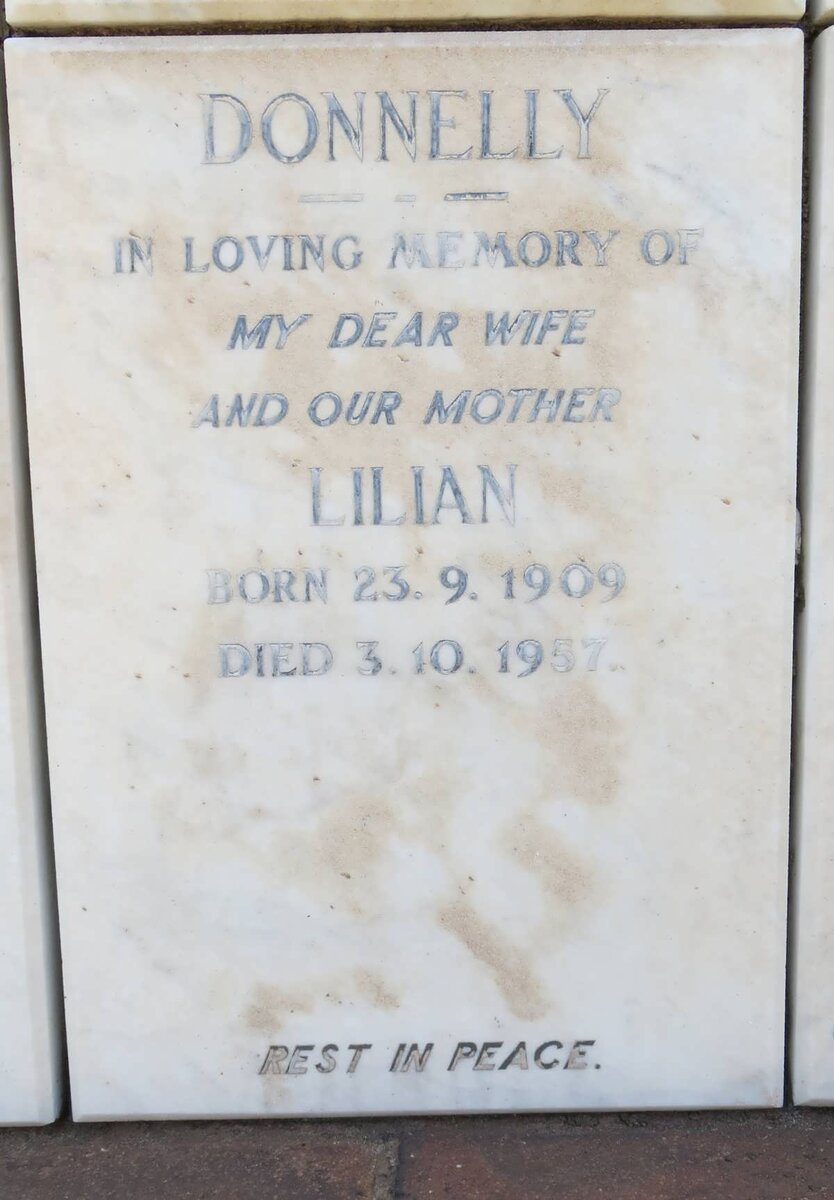 DONNELLY
IN LOVING MEMORY OF
MY DEAR WIFE
AND OUR MOTHER
LILIAN
BORN 23. 9. 1909
DIED 3. 10. 1957.
REST IN PEACE.